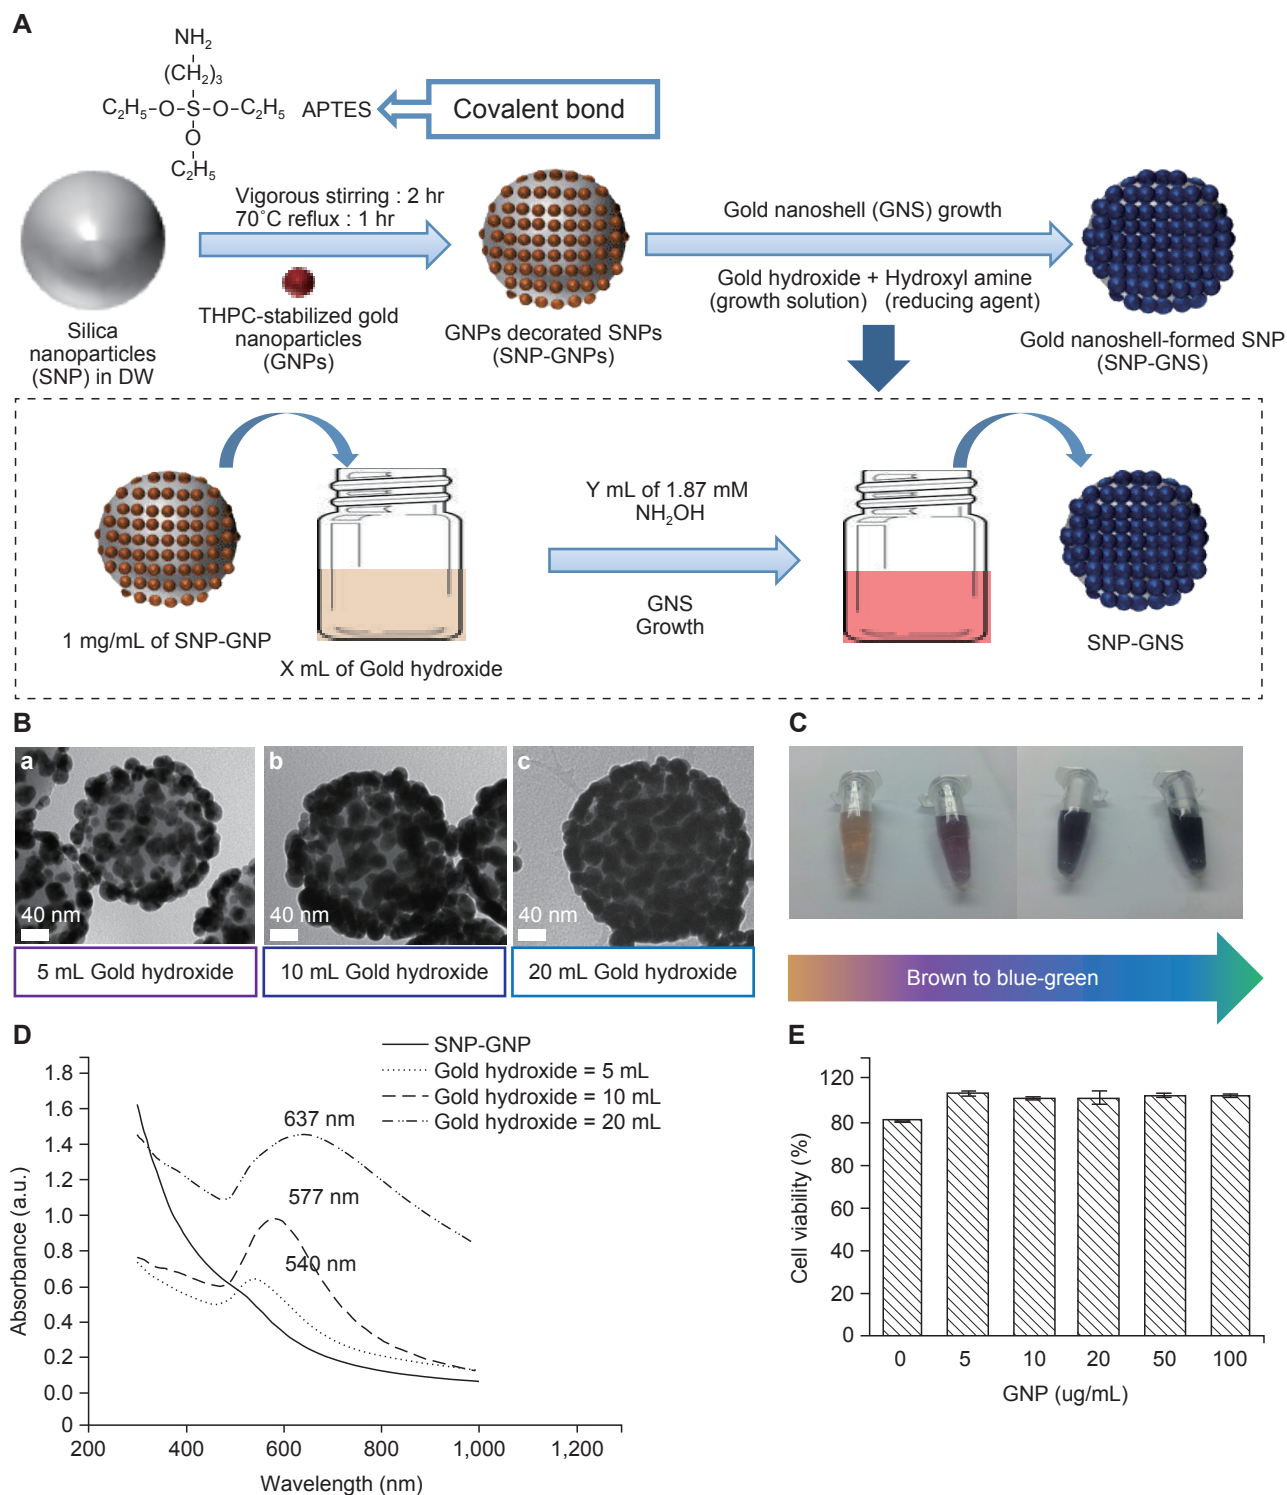 A
NH2
(CH2)3
C2H5-O-S-O-C2H5 APTES
O
C2H5
Covalent bond
Vigorous stirring : 2 hr
70˚C reflux : 1 hr
THPC-stabilized gold
nanoparticles
(GNPs)
Silica
nanoparticles
(SNP) in DW
GNPs decorated SNPs
(SNP-GNPs)
Gold nanoshell (GNS) growth
Gold hydroxide + Hydroxyl amine
(growth solution) (reducing agent)
Gold nanoshell-formed SNP
(SNP-GNS)
1 mg/mL of SNP-GNP
X mL of Gold hydroxide
Y mL of 1.87 mM
NH2OH
GNS
Growth
SNP-GNS
B
a
40 nm
5 mL Gold hydroxide
b
40 nm
10 mL Gold hydroxide
c
40 nm
20 mL Gold hydroxide
C
Brown to blue-green
D
SNP-GNP
Gold hydroxide = 5 mL
Gold hydroxide = 10 mL
Gold hydroxide = 20 mL
637 nm
577 nm
540 nm
Absorbance (a.u.)
1.8
1.6
1.4
1.2
1.0
0.8
0.6
0.4
0.2
0.0
0
200 400 600 800 1,000 1,200
Wavelength (nm)
E
Cell viability (%)
120
80
80
60
40
20
0
0 5 10 20 50 100
GNP (ug/mL)